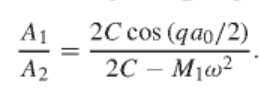 A₁/A₂ = 2C cos (qa₀/2) / 2C − M₁ω² .